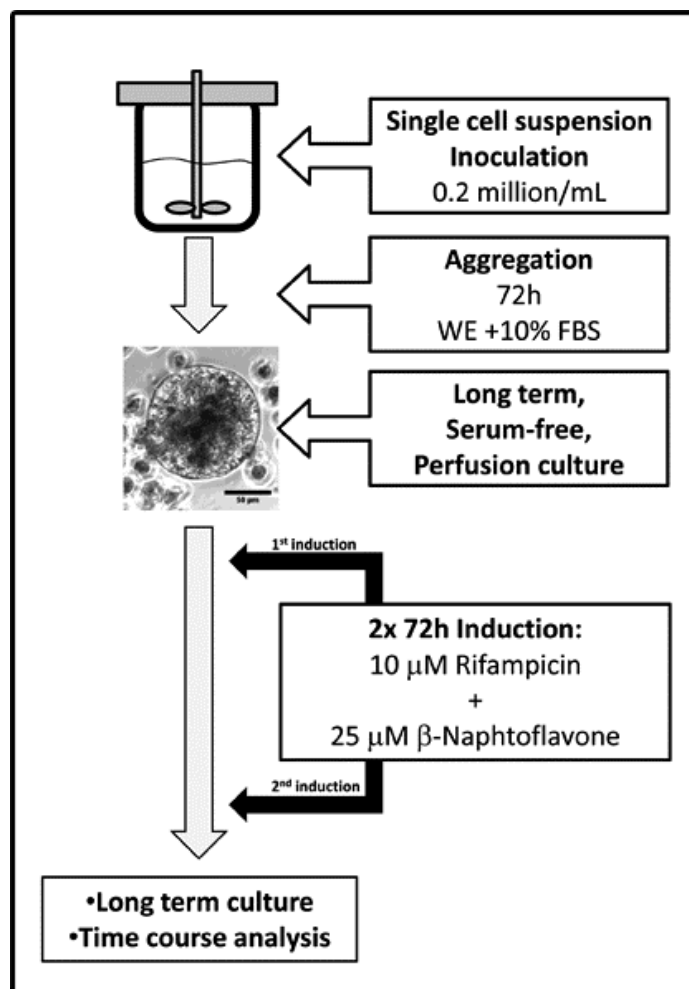 Single cell suspension
Inoculation
0.2 million/mL
Aggregation
72h
WE +10% FBS
Long term,
Serum-free,
Perfusion culture
50 µm
1st induction
2x 72h Induction:
10 µM Rifampicin
+
25 µM β-Naphtoflavone
2nd induction
•Long term culture
•Time course analysis